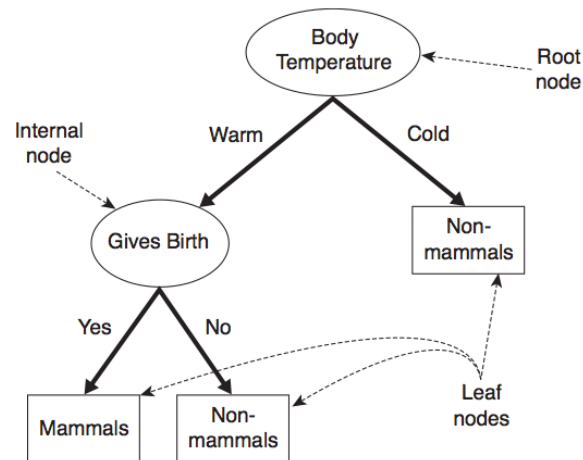 Body
Temperature
Root
node
Internal
node
Warm
Cold
Gives Birth
Non-
mammals
Yes
No
Mammals
Non-
mammals
Leaf
nodes